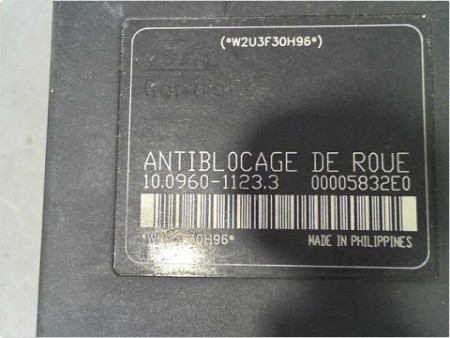 (*W2U3F30H96*)
ANTIBLOCAGE DE ROUE
10.0960-1123.3 00005832E0
MADE IN PHILIPPINES